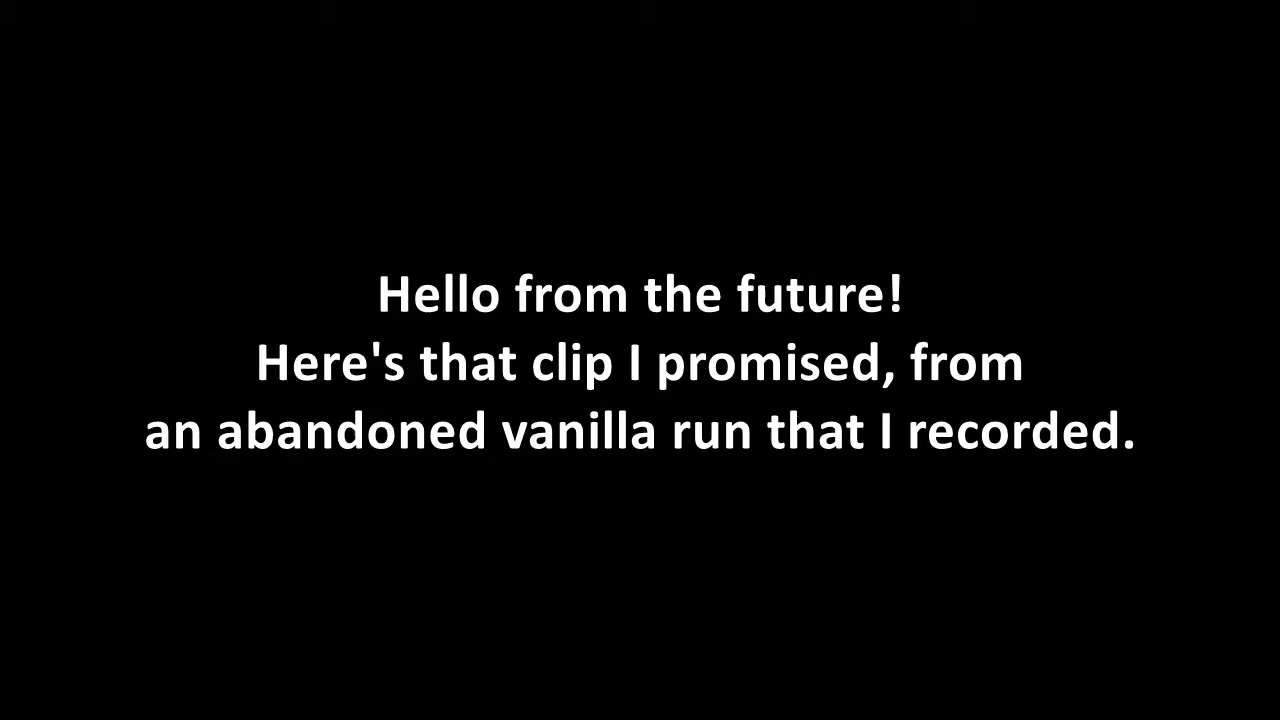 Hello from the future!
Here's that clip I promised, from
an abandoned vanilla run that I recorded.